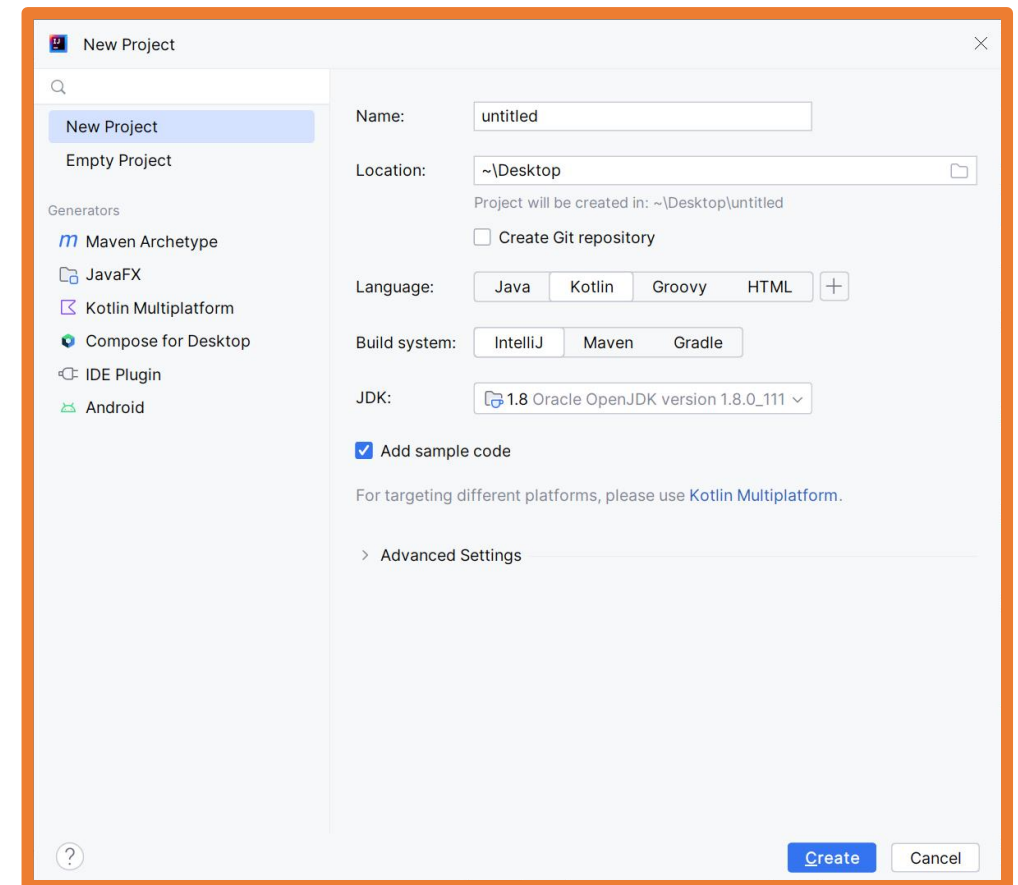 New Project
New Project
Empty Project
Generators
Maven Archetype
JavaFX
Kotlin Multiplatform
Compose for Desktop
IDE Plugin
Android
Name: untitled
Location: ~\Desktop
Project will be created in: ~\Desktop\untitled
Create Git repository
Language: Java Kotlin Groovy HTML
Build system: IntelliJ Maven Gradle
JDK: 1.8 Oracle OpenJDK version 1.8.0_111
Add sample code
For targeting different platforms, please use Kotlin Multiplatform.
Advanced Settings
? Create Cancel